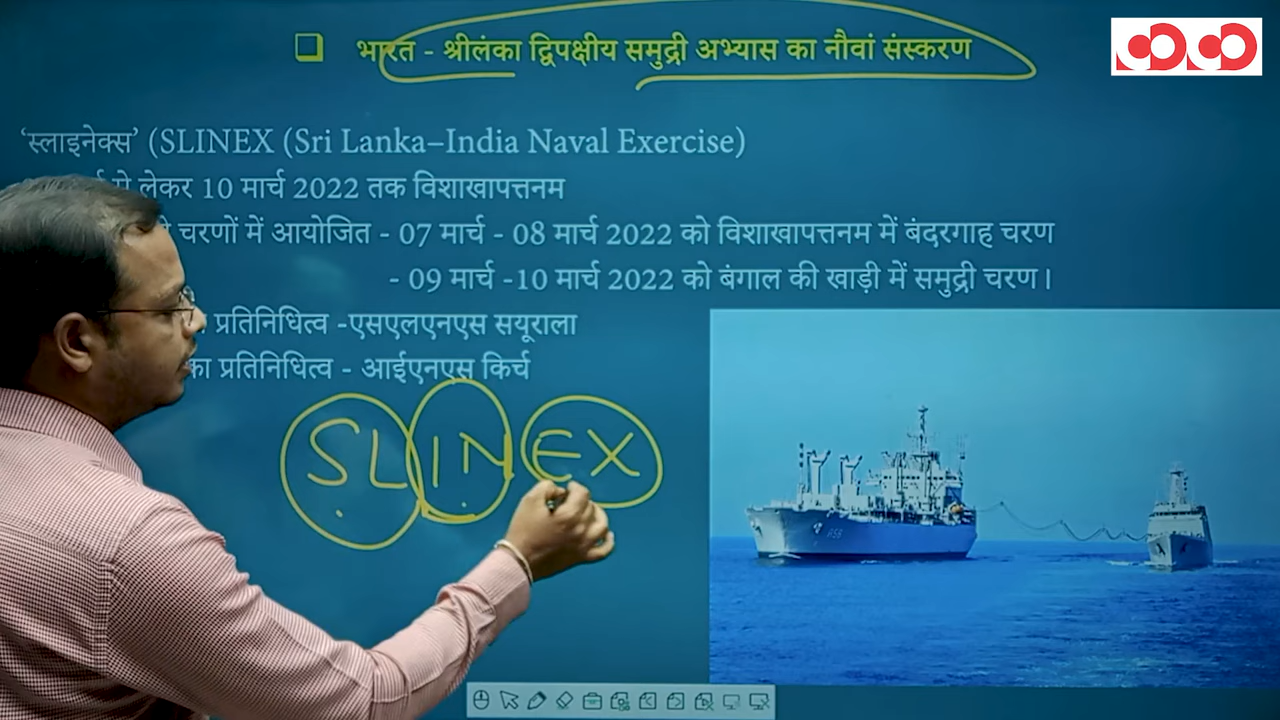 भारत - श्रीलंका द्विपक्षीय समुद्री अभ्यास का नौवां संस्करण
'स्लाइनेक्स' (SLINEX (Sri Lanka–India Naval Exercise)
से लेकर 10 मार्च 2022 तक विशाखापत्तनम
चरणों में आयोजित - 07 मार्च - 08 मार्च 2022 को विशाखापत्तनम में बंदरगाह चरण
- 09 मार्च -10 मार्च 2022 को बंगाल की खाड़ी में समुद्री चरण।
प्रतिनिधित्व -एसएलएनएस सयूराला
का प्रतिनिधित्व - आईएनएस किर्च
SLINEX